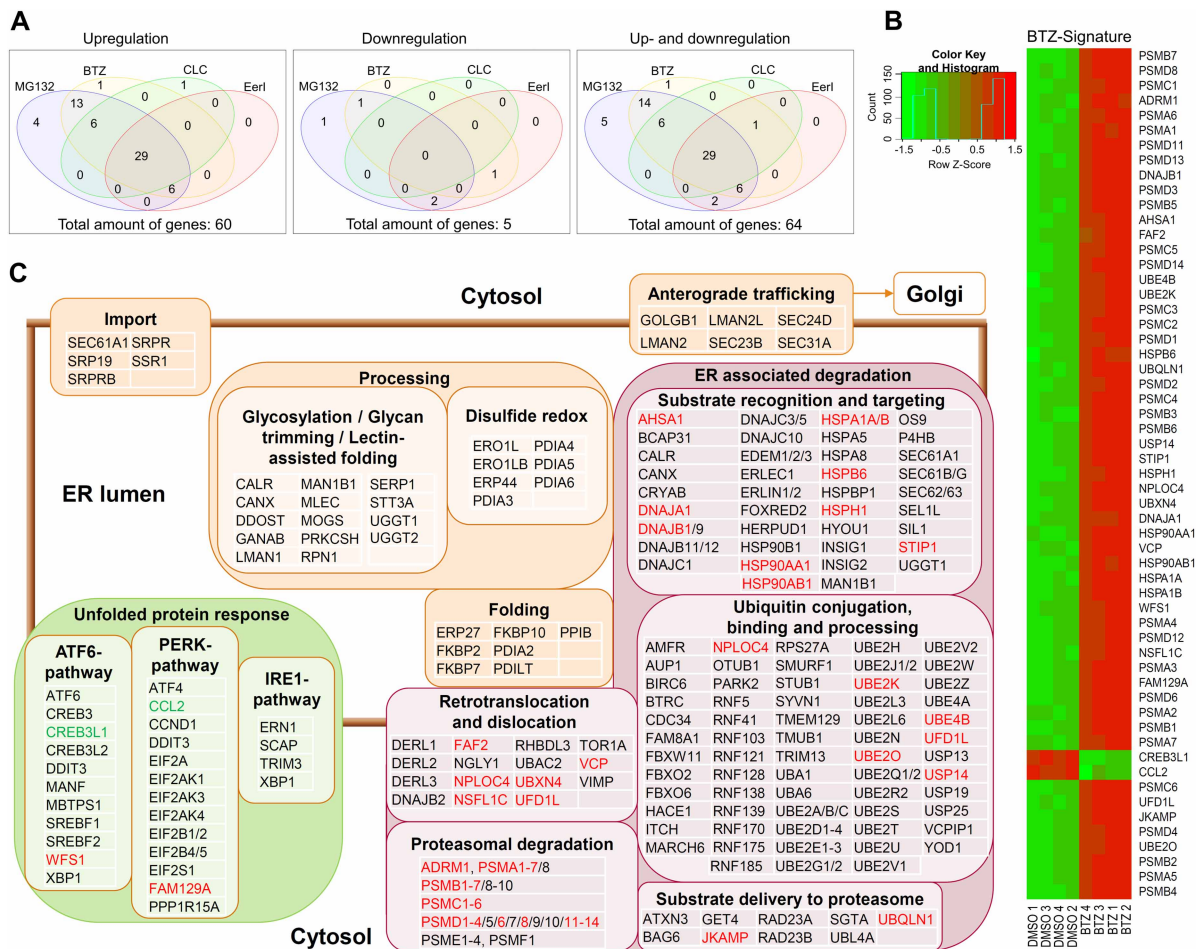 A
Upregulation
MG132
BTZ
CLC
EerI
1
1
13
0
0
4
6
0
0
29
0
0
0
6
0
Total amount of genes: 60
Downregulation
MG132
BTZ
CLC
EerI
0
0
1
0
0
1
0
0
0
0
0
0
0
1
2
Total amount of genes: 5
Up- and downregulation
MG132
BTZ
CLC
EerI
1
0
14
0
0
5
6
1
0
29
0
0
0
6
2
Total amount of genes: 64
B
BTZ-Signature
Color Key
and Histogram
Count
0 50 100 150
-1.5 -0.5 0.5 1.5
Row Z-Score
PSMB7
PSMD8
PSMC1
ADRM1
PSMA6
PSMA1
PSMD11
PSMD13
DNAJB1
PSMD3
PSMB5
AHSA1
FAF2
PSMC5
PSMD14
UBE4B
UBE2K
PSMC3
PSMC2
PSMD1
HSPB6
UBQLN1
PSMD2
PSMC4
PSMB3
PSMB6
USP14
STIP1
HSPH1
NPLOC4
UBXN4
DNAJA1
HSP90AA1
VCP
HSP90AB1
HSPA1A
HSPA1B
WFS1
PSMA4
PSMD12
NSFL1C
PSMA3
FAM129A
PSMD6
PSMA2
PSMB1
PSMA7
CREB3L1
CCL2
PSMC6
UFD1L
JKAMP
PSMD4
UBE2O
PSMB2
PSMA5
PSMB4
DMSO 1
DMSO 3
DMSO 4
DMSO 2
BTZ 4
BTZ 3
BTZ 1
BTZ 2
C
Cytosol
Import
SEC61A1 SRPR
SRP19 SSR1
SRPRB
Anterograde trafficking
GOLGB1 LMAN2L SEC24D
LMAN2 SEC23B SEC31A
Golgi
ER lumen
Processing
Glycosylation / Glycan
trimming / Lectin-
assisted folding
CALR MAN1B1 SERP1
CANX MLEC STT3A
DDOST MOGS UGGT1
GANAB PRKCSH UGGT2
LMAN1 RPN1
Disulfide redox
ERO1L PDIA4
ERO1LB PDIA5
ERP44 PDIA6
PDIA3
Folding
ERP27 FKBP10 PPIB
FKBP2 PDIA2
FKBP7 PDILT
ER associated degradation
Substrate recognition and targeting
AHSA1 DNAJC3/5 HSPA1A/B OS9
BCAP31 DNAJC10 HSPA5 P4HB
CALR EDEM1/2/3 HSPA8 SEC61A1
CANX ERLEC1 HSPB6 SEC61B/G
CRYAB ERLIN1/2 HSPBP1 SEC62/63
DNAJA1 FOXRED2 HSPH1 SEL1L
DNAJB1/9 HERPUD1 HYOU1 SIL1
DNAJB11/12 HSP90B1 INSIG1 STIP1
DNAJC1 HSP90AA1 INSIG2 UGGT1
HSP90AB1 MAN1B1
Ubiquitin conjugation,
binding and processing
AMFR NPLOC4 RPS27A UBE2H UBE2V2
AUP1 OTUB1 SMURF1 UBE2J1/2 UBE2W
BIRC6 PARK2 STUB1 UBE2K UBE2Z
BTRC RNF5 SYVN1 UBE2L3 UBE4A
CDC34 RNF41 TMEM129 UBE2L6 UBE4B
FAM8A1 RNF103 TMUB1 UBE2N UFD1L
FBXW11 RNF121 TRIM13 UBE2O USP13
FBXO2 RNF128 UBA1 UBE2Q1/2 USP14
FBXO6 RNF138 UBA6 UBE2R2 USP19
HACE1 RNF139 UBE2A/B/C UBE2S USP25
ITCH RNF170 UBE2D1-4 UBE2T VCPIP1
MARCH6 RNF175 UBE2E1-3 UBE2U YOD1
RNF185 UBE2G1/2 UBE2V1
Unfolded protein response
ATF6-
pathway
ATF6
CREB3
CREB3L1
CREB3L2
DDIT3
MANF
MBTPS1
SREBF1
SREBF2
WFS1
XBP1
PERK-
pathway
ATF4
CCL2
CCND1
DDIT3
EIF2A
EIF2AK1
EIF2AK3
EIF2AK4
EIF2B1/2
EIF2B4/5
EIF2S1
FAM129A
PPP1R15A
IRE1-
pathway
ERN1
SCAP
TRIM3
XBP1
Retrotranslocation
and dislocation
DERL1 FAF2 RHBDL3 TOR1A
DERL2 NGLY1 UBAC2 VCP
DERL3 NPLOC4 UBXN4 VIMP
DNAJB2 NSFL1C UFD1L
Proteasomal degradation
ADRM1, PSMA1-7/8
PSMB1-7/8-10
PSMC1-6
PSMD1-4/5/6/7/8/9/10/11-14
PSME1-4, PSMF1
Substrate delivery to proteasome
ATXN3 GET4 RAD23A SGTA UBQLN1
BAG6 JKAMP RAD23B UBL4A
Cytosol